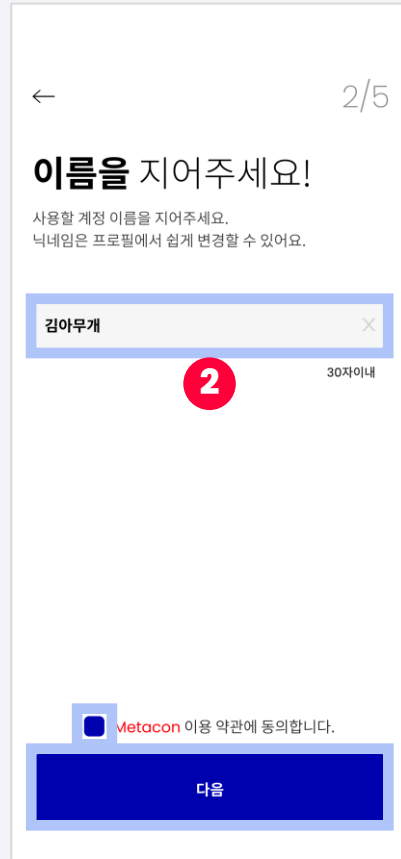 ←
2/5
이름을 지어주세요!
사용할 계정 이름을 지어주세요.
닉네임은 프로필에서 쉽게 변경할 수 있어요.
김아무개
2
30자이내
Metacon 이용 약관에 동의합니다.
다음